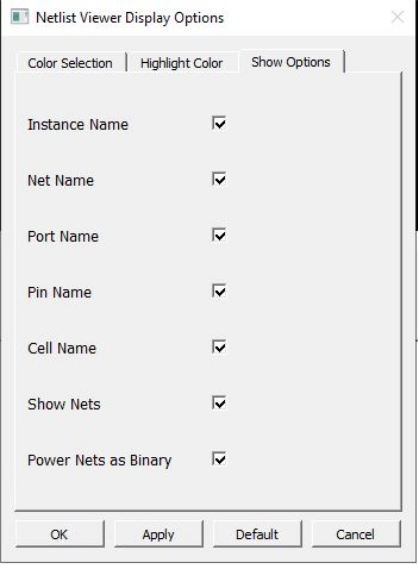 Netlist Viewer Display Options
Color Selection Highlight Color Show Options
Instance Name
Net Name
Port Name
Pin Name
Cell Name
Show Nets
Power Nets as Binary
OK Apply Default Cancel